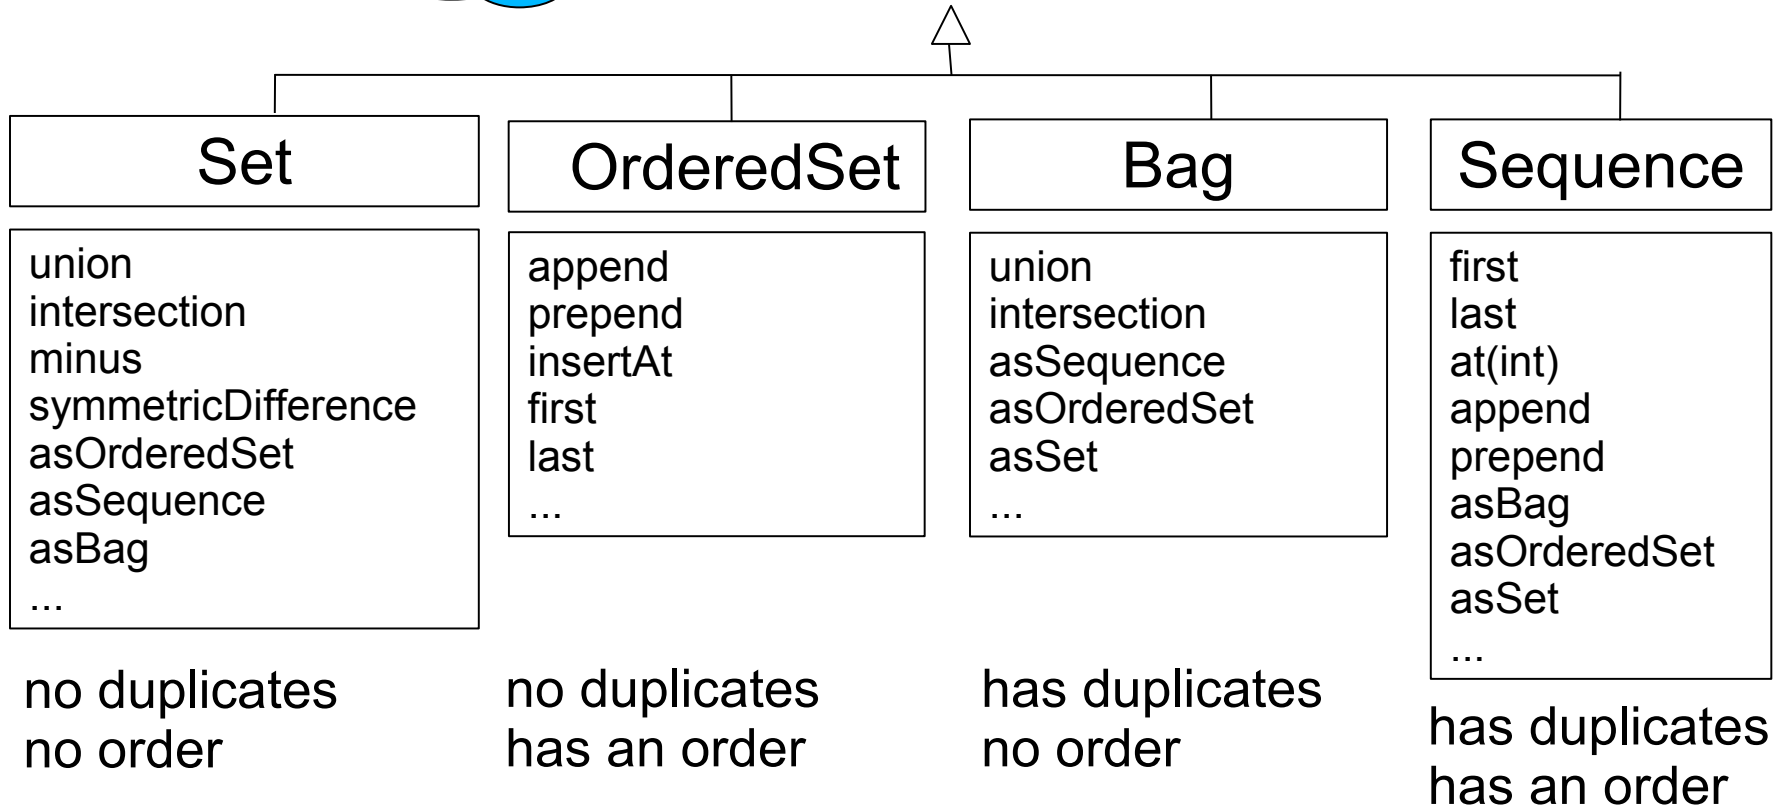 Set
union
intersection
minus
symmetricDifference
asOrderedSet
asSequence
asBag
...
no duplicates
no order
OrderedSet
append
prepend
insertAt
first
last
...
no duplicates
has an order
Bag
union
intersection
asSequence
asOrderedSet
asSet
...
has duplicates
no order
Sequence
first
last
at(int)
append
prepend
asBag
asOrderedSet
asSet
...
has duplicates
has an order